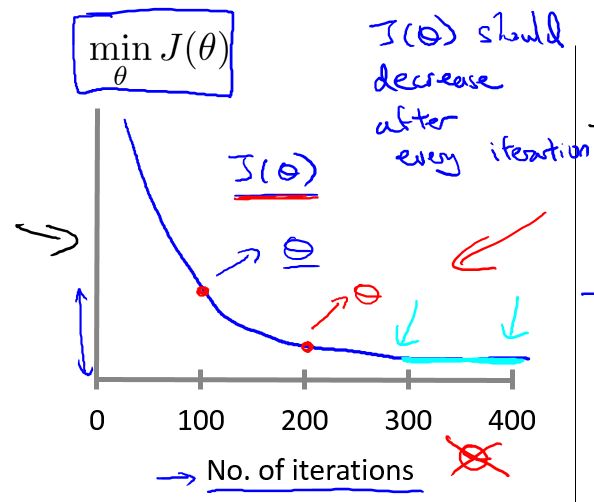 min J(θ)
θ
J(θ) should
decrease
after
every iteration
J(θ)
θ
θ
0 100 200 300 400
No. of iterations